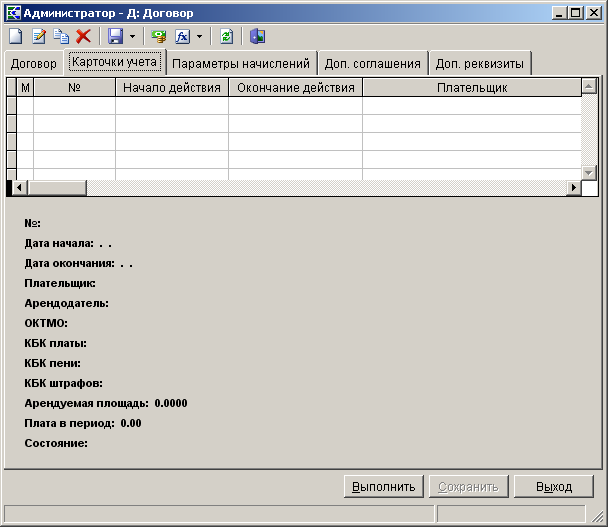 Администратор - Д: Договор
Договор Карточки учета Параметры начислений Доп. соглашения Доп. реквизиты
М № Начало действия Окончание действия Плательщик
№:
Дата начала: . .
Дата окончания: . .
Плательщик:
Арендодатель:
ОКТМО:
КБК платы:
КБК пени:
КБК штрафов:
Арендуемая площадь: 0.0000
Плата в период: 0.00
Состояние:
Выполнить Сохранить Выход